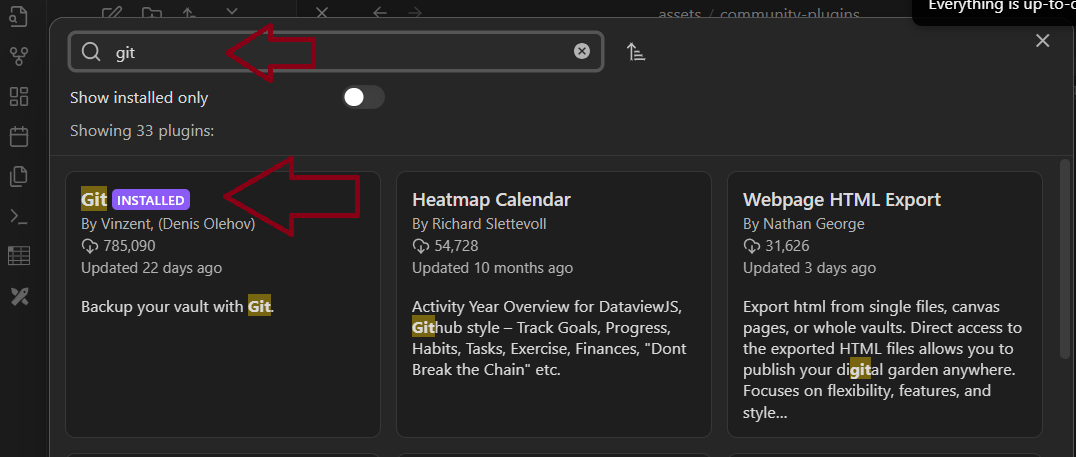 assets / community-plugins
Everything is up-to-d
git
Show installed only
Showing 33 plugins:
Git INSTALLED
By Vinzent, (Denis Olehov)
785,090
Updated 22 days ago
Backup your vault with Git.
Heatmap Calendar
By Richard Slettevoll
54,728
Updated 10 months ago
Activity Year Overview for DataviewJS,
Github style – Track Goals, Progress,
Habits, Tasks, Exercise, Finances, "Dont
Break the Chain" etc.
Webpage HTML Export
By Nathan George
31,626
Updated 3 days ago
Export html from single files, canvas
pages, or whole vaults. Direct access to
the exported HTML files allows you to
publish your digital garden anywhere.
Focuses on flexibility, features, and
style...